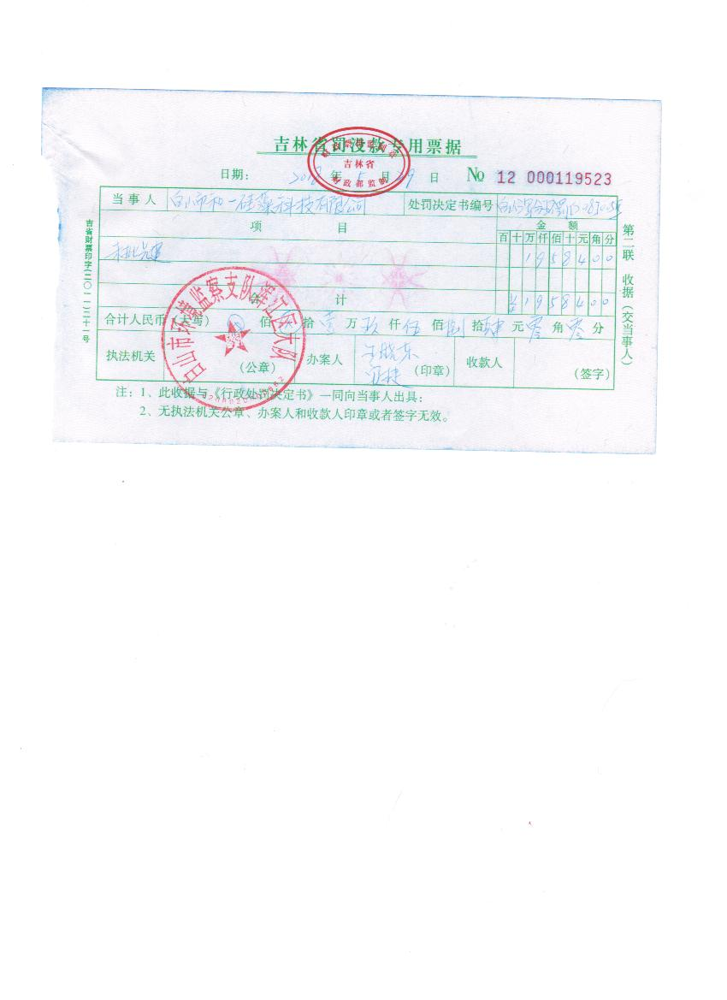 吉林省罚没款专用票据
吉林省
行政部监制
日期： 年 5 月 29 日 № 12 000119523
当事人 白山市和一硅藻科技有限公司 处罚决定书编号
项 目 金 额
百 十 万 仟 佰 十 元 角 分
未批先建 1 9 5 8 4 0 0
合 计 ¥ 1 9 5 8 4 0 0
合计人民币（大写） 佰 拾 壹 万 玖 仟 伍 佰 捌 拾 肆 元 零 角 零 分
执法机关 （公章） 办案人 （印章） 收款人 （签字）
白山市环境监察支队浑江区大队
注：1、此收据与《行政处罚决定书》一同向当事人出具；
2、无执法机关公章、办案人和收款人印章或者签字无效。
吉省财票印字（二〇一一）二十一号
第二联 收据（交当事人）